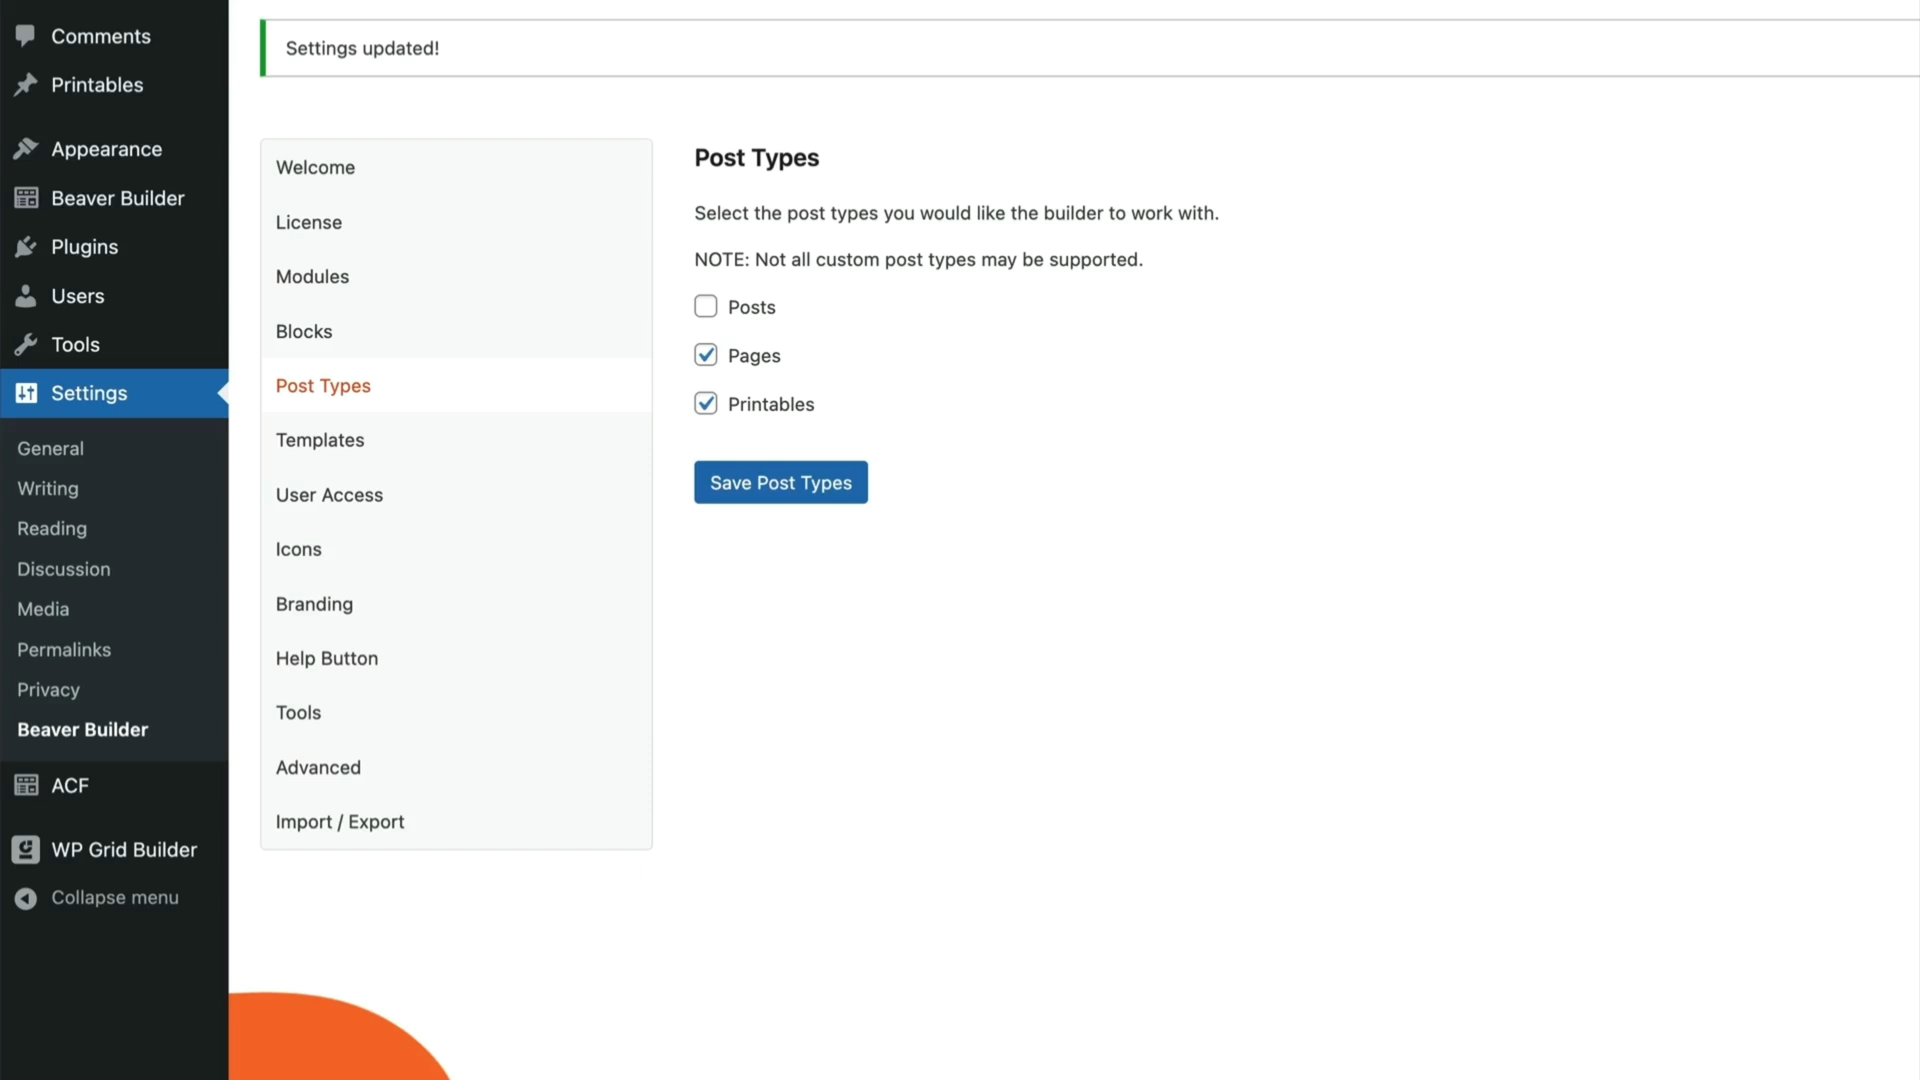 Comments
Printables
Appearance
Beaver Builder
Plugins
Users
Tools
Settings
General
Writing
Reading
Discussion
Media
Permalinks
Privacy
Beaver Builder
ACF
WP Grid Builder
Collapse menu
Settings updated!
Welcome
License
Modules
Blocks
Post Types
Templates
User Access
Icons
Branding
Help Button
Tools
Advanced
Import / Export
Post Types
Select the post types you would like the builder to work with.
NOTE: Not all custom post types may be supported.
Posts
Pages
Printables
Save Post Types